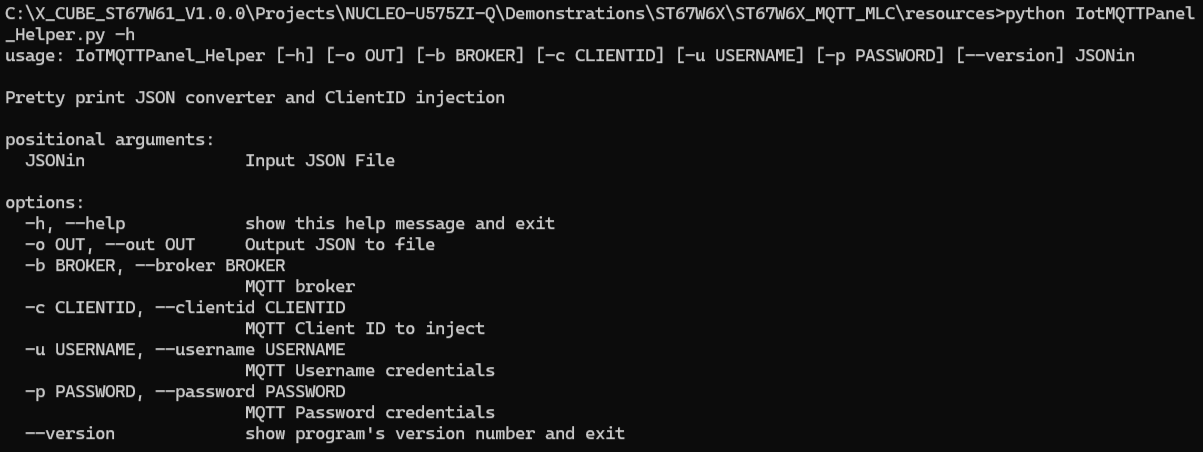 C:\X_CUBE_ST67W61_V1.0.0\Projects\NUCLEO-U575ZI-Q\Demonstrations\ST67W6X\ST67W6X_MQTT_MLC\resources>python IotMQTTPanel
_Helper.py -h
usage: IoTMQTTPanel_Helper [-h] [-o OUT] [-b BROKER] [-c CLIENTID] [-u USERNAME] [-p PASSWORD] [--version] JSONin
Pretty print JSON converter and ClientID injection
positional arguments:
JSONin Input JSON File
options:
-h, --help show this help message and exit
-o OUT, --out OUT Output JSON to file
-b BROKER, --broker BROKER
MQTT broker
-c CLIENTID, --clientid CLIENTID
MQTT Client ID to inject
-u USERNAME, --username USERNAME
MQTT Username credentials
-p PASSWORD, --password PASSWORD
MQTT Password credentials
--version show program's version number and exit